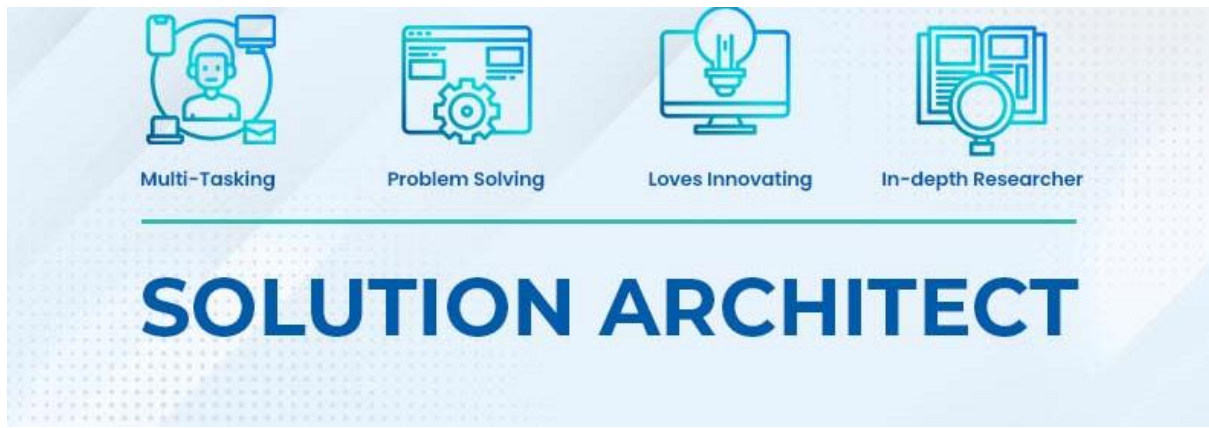 Multi-Tasking Problem Solving Loves Innovating In-depth Researcher
SOLUTION ARCHITECT